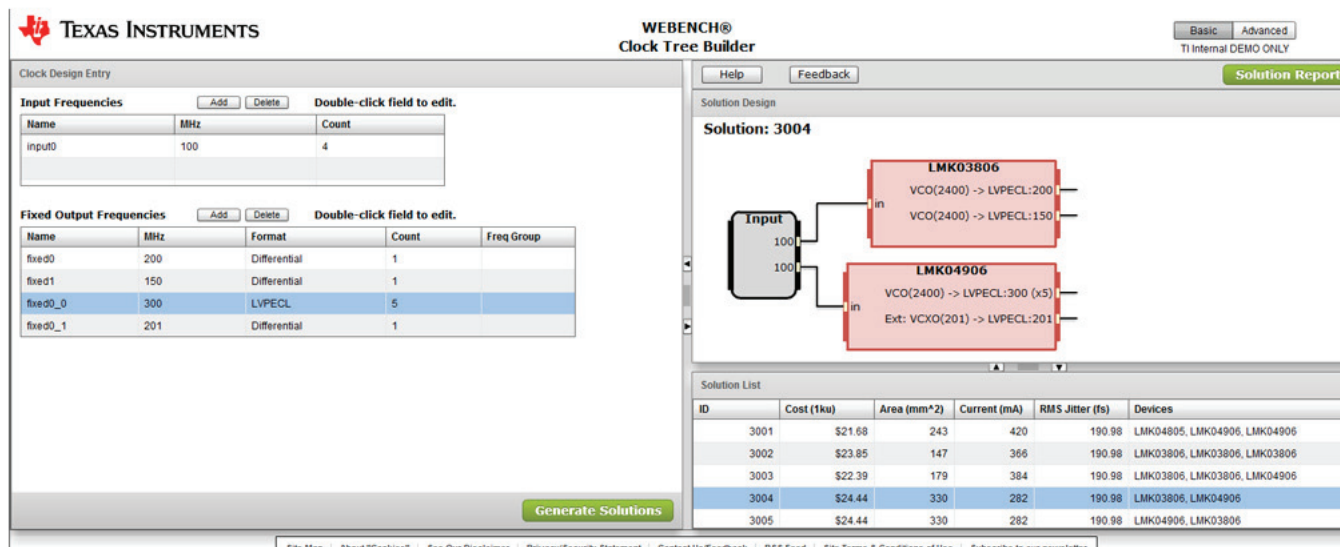 TEXAS INSTRUMENTS
WEBENCH®
Clock Tree Builder
Basic Advanced
TI Internal DEMO ONLY
Clock Design Entry
Input Frequencies Add Delete Double-click field to edit.
Name MHz Count
input0 100 4
Fixed Output Frequencies Add Delete Double-click field to edit.
Name MHz Format Count Freq Group
fixed0 200 Differential 1
fixed1 150 Differential 1
fixed0_0 300 LVPECL 5
fixed0_1 201 Differential 1
Generate Solutions
Help Feedback Solution Report
Solution Design
Solution: 3004
Input
100
100
LMK03806
in
VCO(2400) -> LVPECL:200
VCO(2400) -> LVPECL:150
LMK04906
in
VCO(2400) -> LVPECL:300 (x5)
Ext: VCXO(201) -> LVPECL:201
Solution List
ID Cost (1ku) Area (mm^2) Current (mA) RMS Jitter (fs) Devices
3001 $21.68 243 420 190.98 LMK04805, LMK04906, LMK04906
3002 $23.85 147 366 190.98 LMK03806, LMK03806, LMK03806
3003 $22.39 179 384 190.98 LMK03806, LMK03806, LMK04906
3004 $24.44 330 282 190.98 LMK03806, LMK04906
3005 $24.44 330 282 190.98 LMK04906, LMK03806